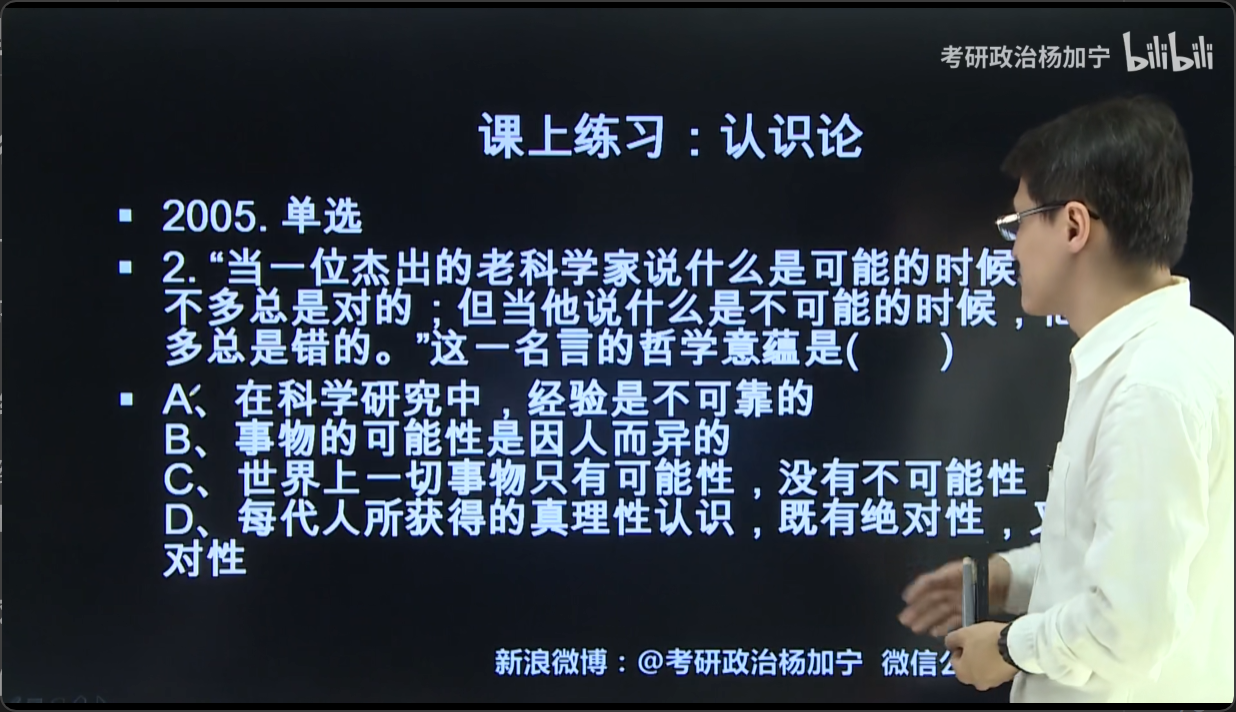 考研政治杨加宁 bilibili
课上练习：认识论
2005. 单选
2. “当一位杰出的老科学家说什么是可能的时候
不多总是对的；但当他说什么是不可能的时候，
多总是错的。”这一名言的哲学意蕴是( )
A、在科学研究中，经验是不可靠的
B、事物的可能性是因人而异的
C、世界上一切事物只有可能性，没有不可能性
D、每代人所获得的真理性认识，既有绝对性，
对性
新浪微博：@考研政治杨加宁 微信